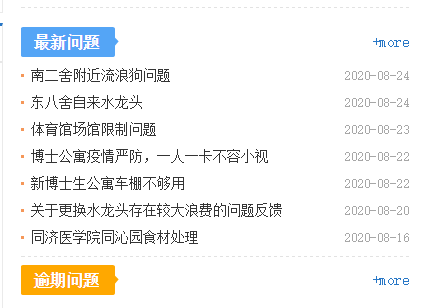 最新问题 +more
南二舍附近流浪狗问题 2020-08-24
东八舍自来水龙头 2020-08-24
体育馆场馆限制问题 2020-08-23
博士公寓疫情严防，一人一卡不容小视 2020-08-22
新博士生公寓车棚不够用 2020-08-22
关于更换水龙头存在较大浪费的问题反馈 2020-08-20
同济医学院同沁园食材处理 2020-08-16
逾期问题 +more